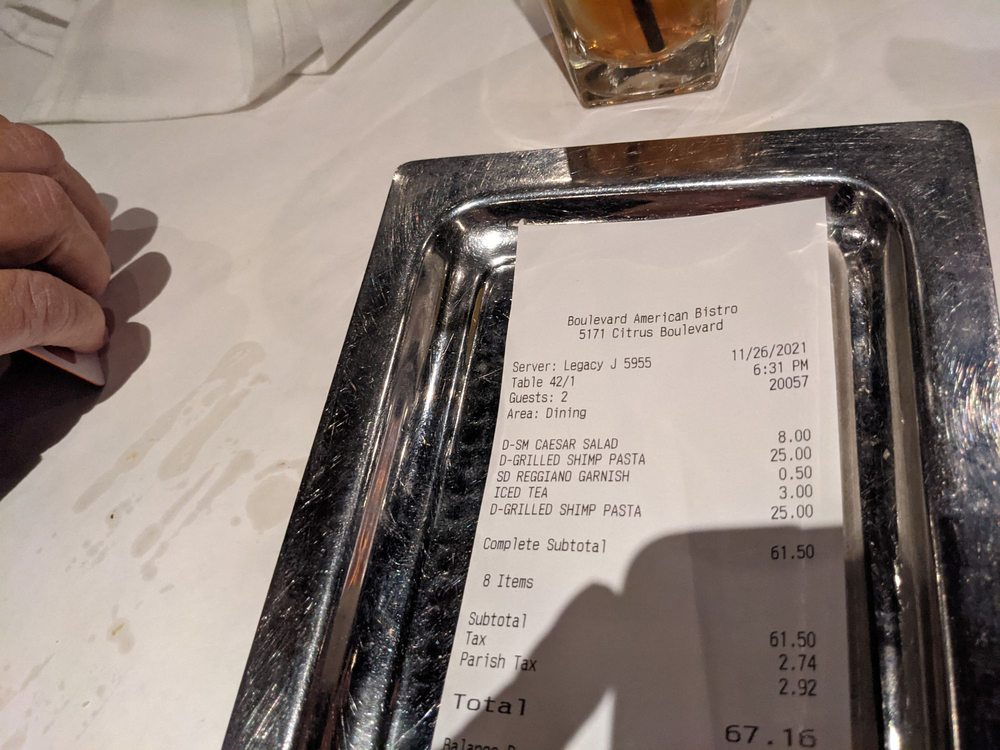 Boulevard American Bistro
5171 Citrus Boulevard
Server: Legacy J 5955 11/26/2021
Table 42/1 6:31 PM
Guests: 2 20057
Area: Dining
D-SM CAESAR SALAD 8.00
D-GRILLED SHIMP PASTA 25.00
SD REGGIANO GARNISH 0.50
ICED TEA 3.00
D-GRILLED SHIMP PASTA 25.00
Complete Subtotal 61.50
8 Items
Subtotal 61.50
Tax 2.74
Parish Tax 2.92
Total 67.16
Balance